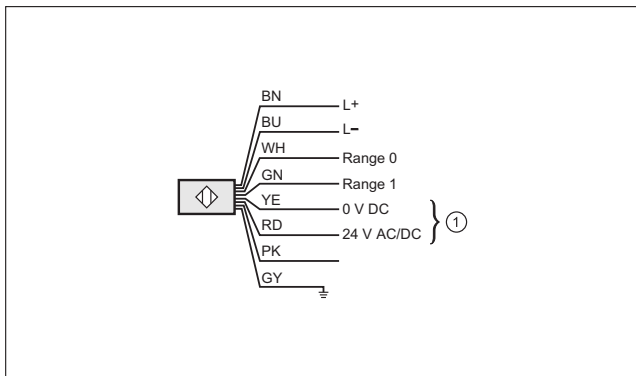 BN L+
BU L–
WH Range 0
GN Range 1
YE 0 V DC
RD 24 V AC/DC
①
PK
GY